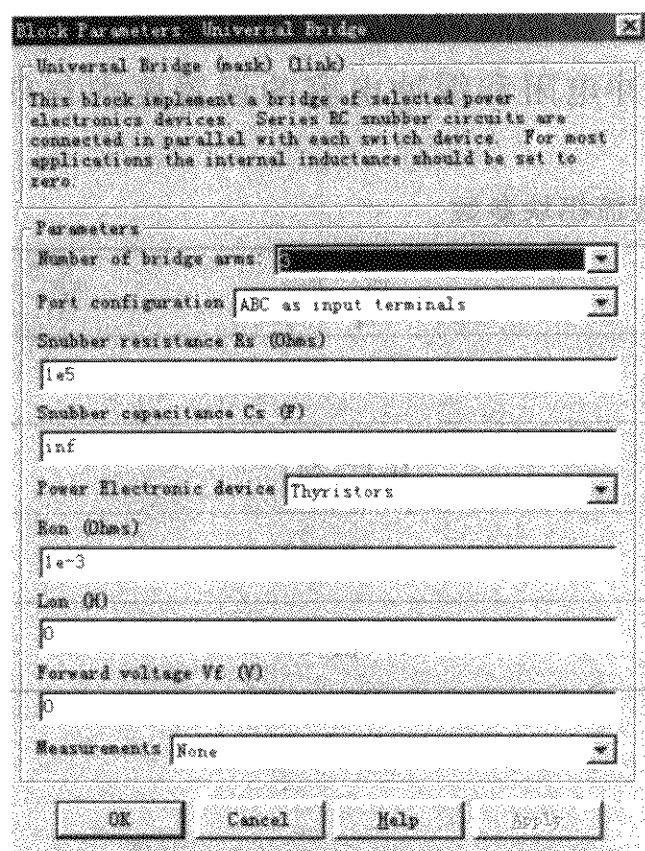 Block Parameters: Universal Bridge
Universal Bridge (mask) (link)
This block implement a bridge of selected power
electronics devices. Series RC snubber circuits are
connected in parallel with each switch device. For most
applications the internal inductance should be set to
zero.
Parameters
Number of bridge arms: 3
Port configuration ABC as input terminals
Snubber resistance Rs (Ohms)
1e5
Snubber capacitance Cs (F)
inf
Power Electronic device Thyristors
Ron (Ohms)
1e-3
Lon (H)
0
Forward voltage Vf (V)
0
Measurements None
OK Cancel Help Apply